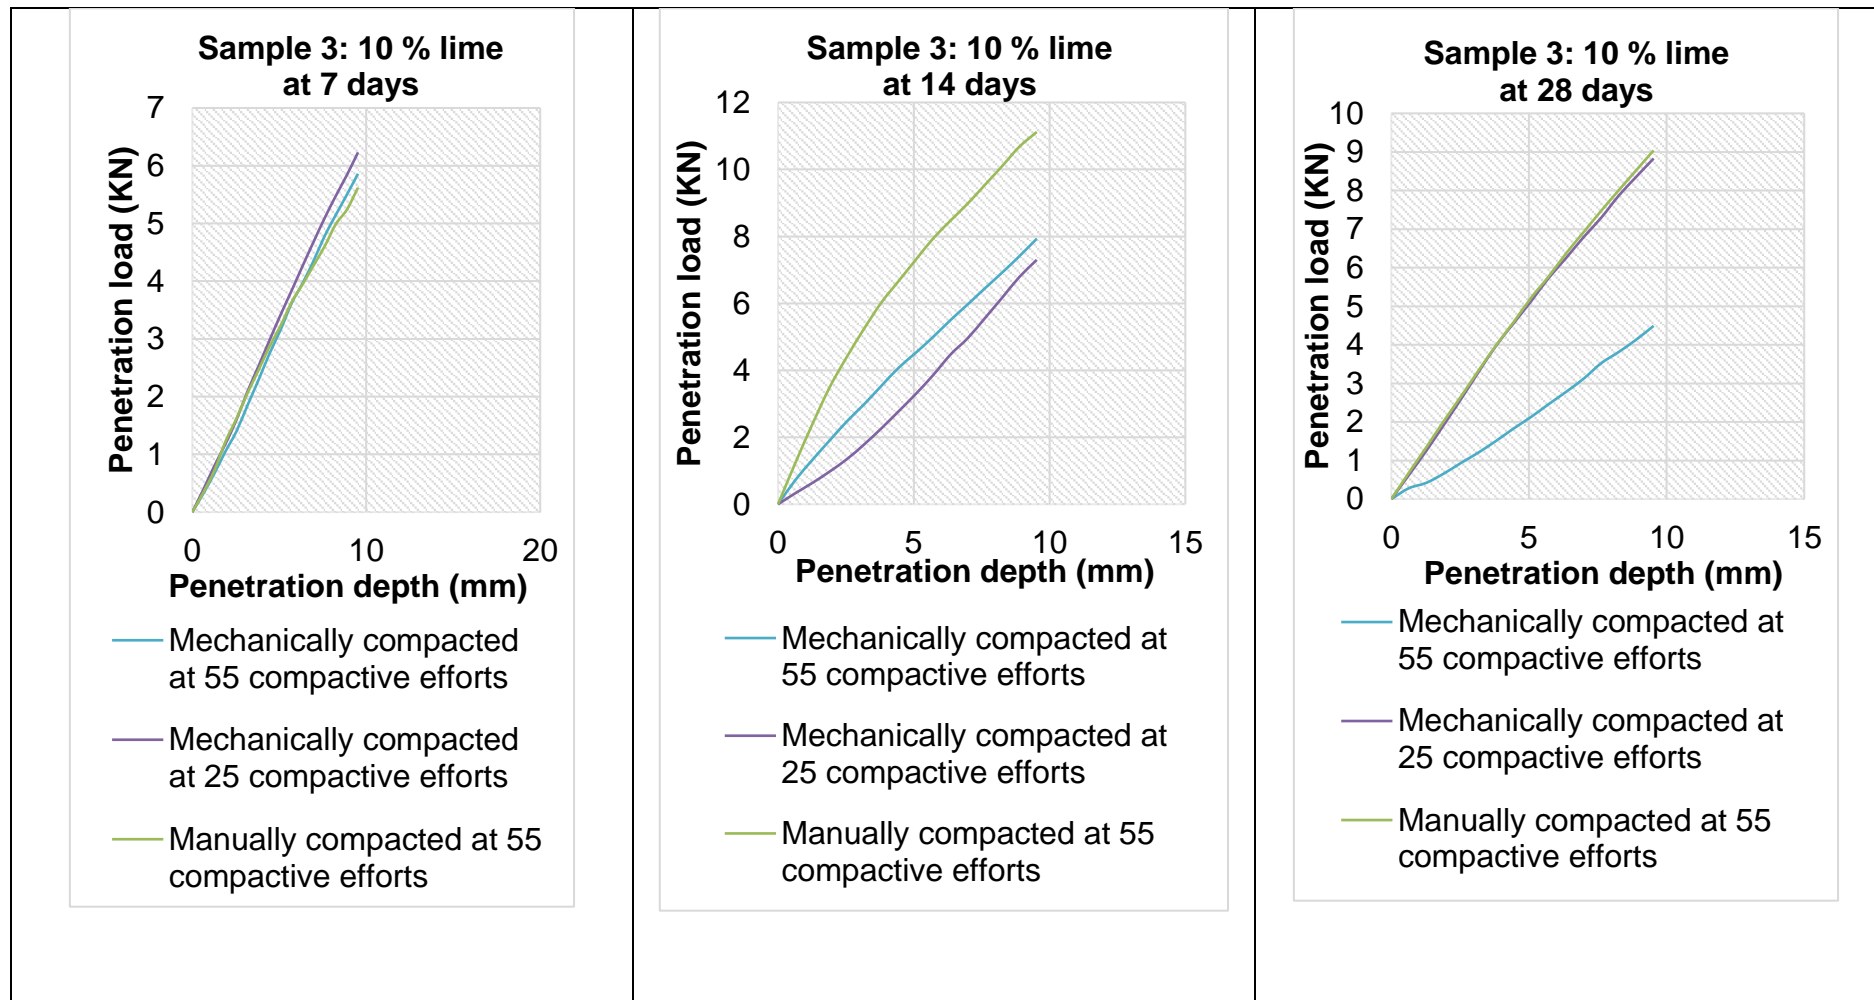 Sample 3: 10 % lime
at 7 days
7
6
5
4
3
2
1
0
Penetration load (KN)
0 10 20
Penetration depth (mm)
Mechanically compacted
at 55 compactive efforts
Mechanically compacted
at 25 compactive efforts
Manually compacted at 55
compactive efforts
Sample 3: 10 % lime
at 14 days
12
10
8
6
4
2
0
Penetration load (KN)
0 5 10 15
Penetration depth (mm)
Mechanically compacted at
55 compactive efforts
Mechanically compacted at
25 compactive efforts
Manually compacted at 55
compactive efforts
Sample 3: 10 % lime
at 28 days
10
9
8
7
6
5
4
3
2
1
0
Penetration load (KN)
0 5 10 15
Penetration depth (mm)
Mechanically compacted at
55 compactive efforts
Mechanically compacted at
25 compactive efforts
Manually compacted at 55
compactive efforts